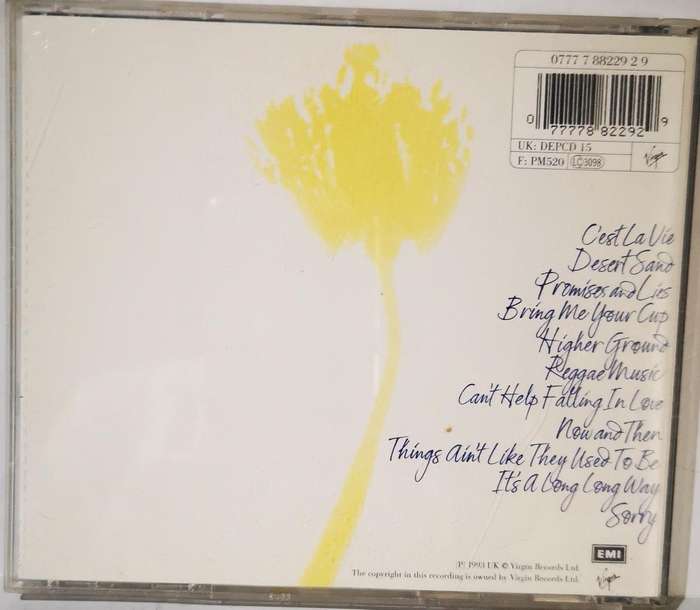 0777 7 88229 2 9
0 77778 82292 9
UK: DEPCD 15
F: PM520 LC 3098
Virgin
C'est La Vie
Desert Sand
Promises and Lies
Bring Me Your Cup
Higher Ground
Reggae Music
Can't Help Falling In Love
Now and Then
Things Ain't Like They Used To Be
It's A Long Long Way
Sorry
EMI
℗ 1993 UK © Virgin Records Ltd.
The copyright in this recording is owned by Virgin Records Ltd.
Virgin